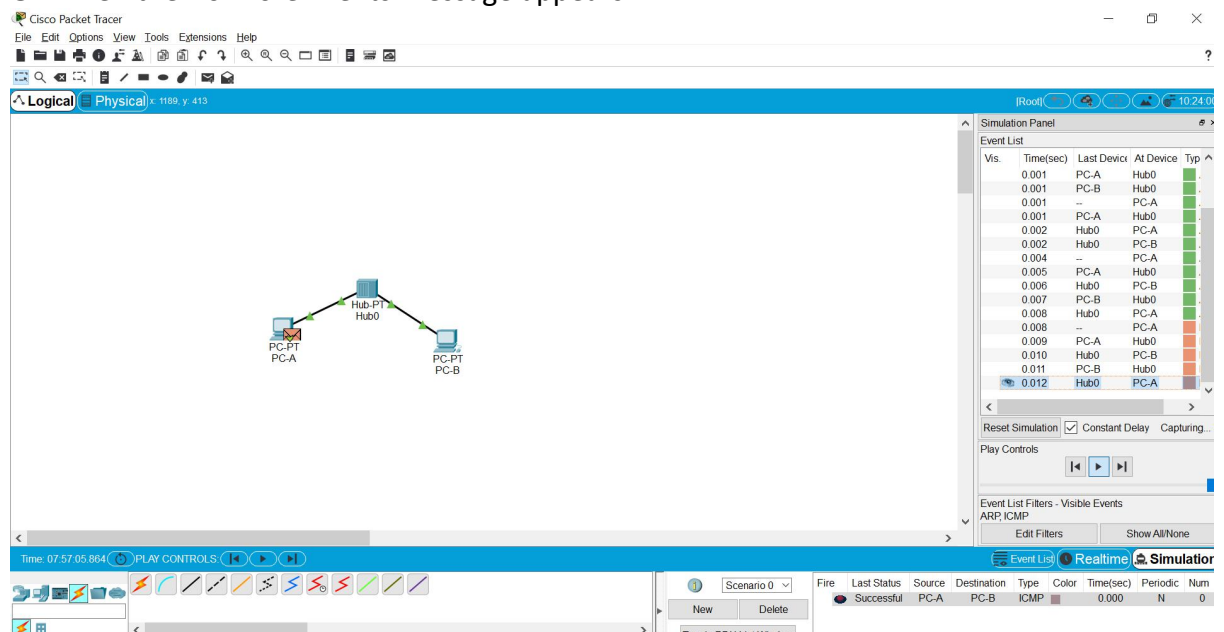 Cisco Packet Tracer
File Edit Options View Tools Extensions Help
?
Logical Physical x: 1189, y: 413 [Root] 10:24:00
Simulation Panel
Event List
Vis. Time(sec) Last Device At Device Typ
0.001 PC-A Hub0
0.001 PC-B Hub0
0.001 -- PC-A
0.001 PC-A Hub0
0.002 Hub0 PC-A
0.002 Hub0 PC-B
0.004 -- PC-A
0.005 PC-A Hub0
0.006 Hub0 PC-B
0.007 PC-B Hub0
0.008 Hub0 PC-A
0.008 -- PC-A
0.009 PC-A Hub0
0.010 Hub0 PC-B
0.011 PC-B Hub0
0.012 Hub0 PC-A
Hub-PT
Hub0
PC-PT
PC-A
PC-PT
PC-B
Reset Simulation Constant Delay Capturing...
Play Controls
Event List Filters - Visible Events
ARP, ICMP
Edit Filters Show All/None
Time: 07:57:05.864 PLAY CONTROLS: Event List Realtime Simulation
Scenario 0
New Delete
Fire Last Status Source Destination Type Color Time(sec) Periodic Num
Successful PC-A PC-B ICMP 0.000 N 0